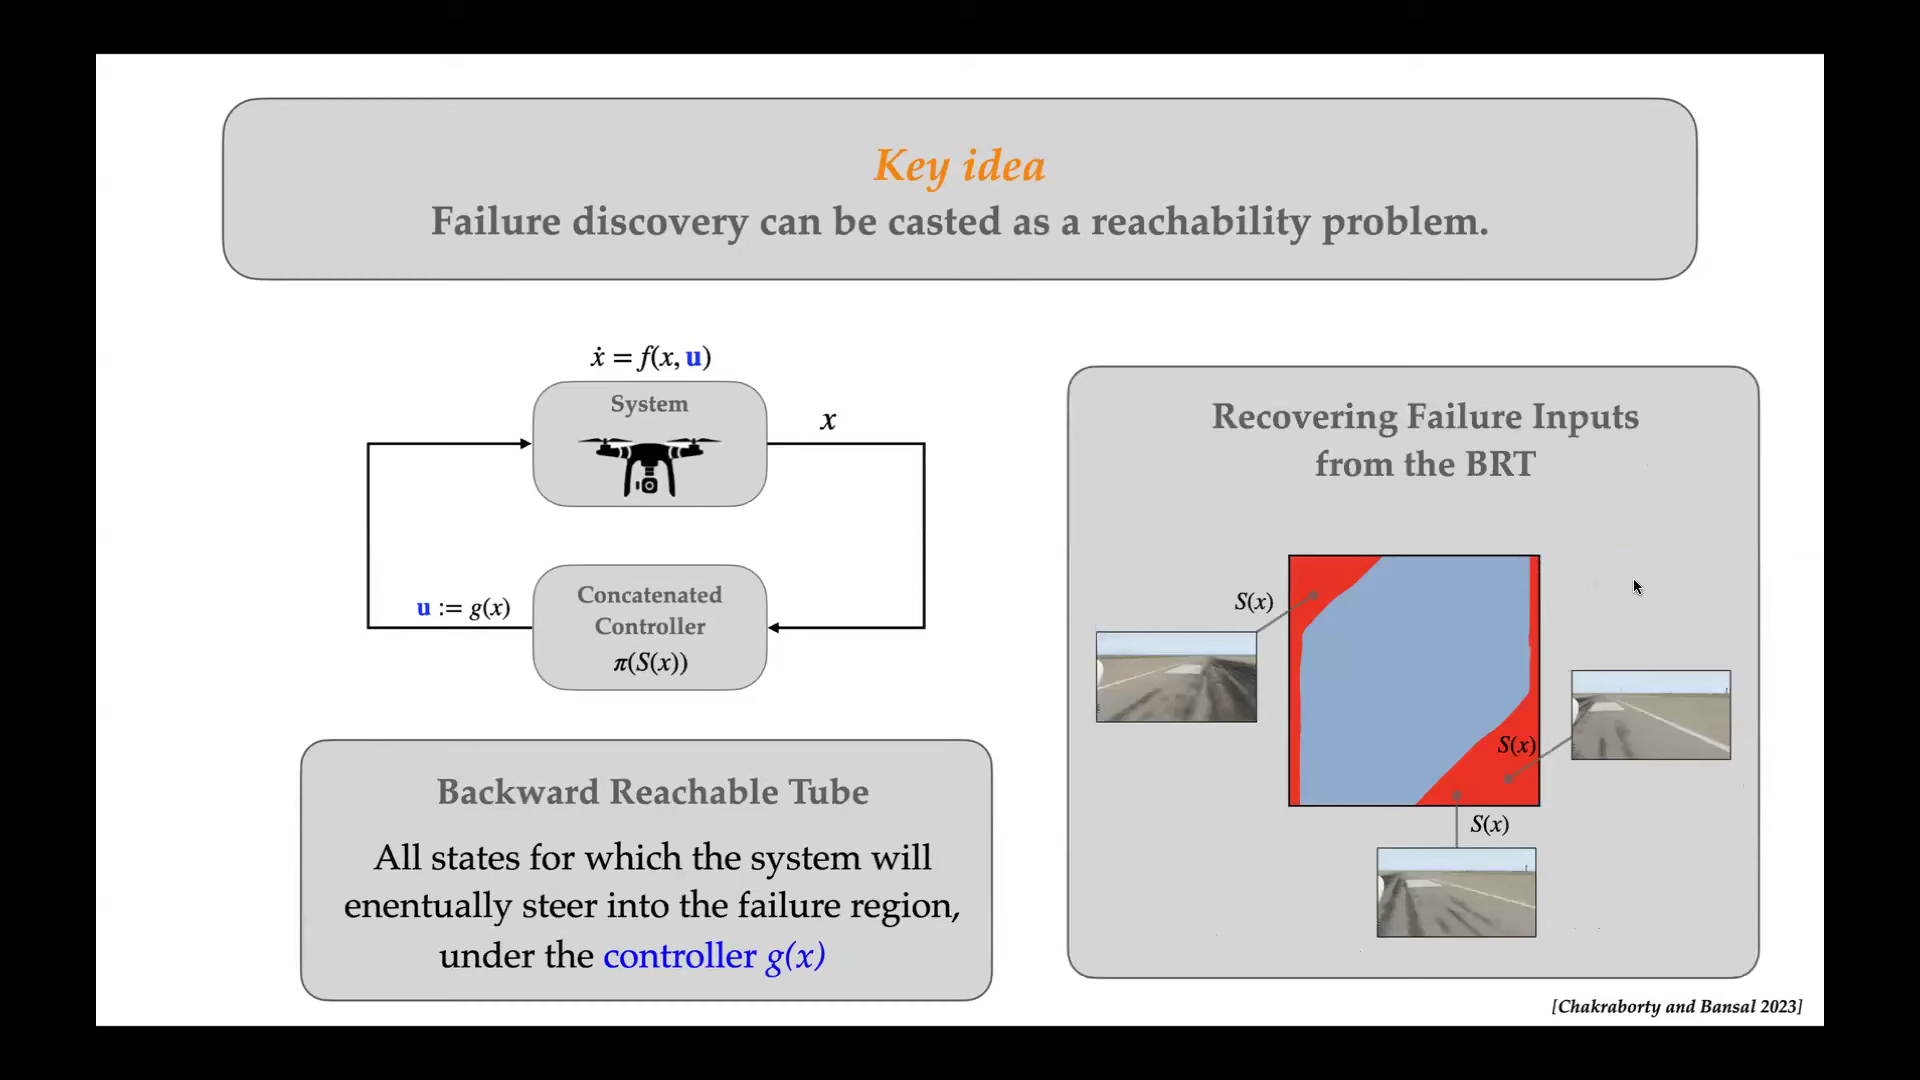 Key idea
Failure discovery can be casted as a reachability problem.
ẋ = f(x, u)
System
x
u := g(x)
Concatenated
Controller
π(S(x))
Backward Reachable Tube
All states for which the system will
enentually steer into the failure region,
under the controller g(x)
Recovering Failure Inputs
from the BRT
S(x)
S(x)
S(x)
[Chakraborty and Bansal 2023]